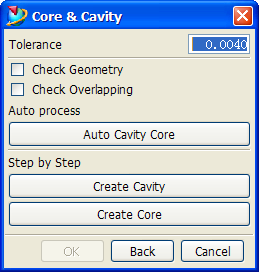 Core & Cavity
Tolerance 0.0040
Check Geometry
Check Overlapping
Auto process
Auto Cavity Core
Step by Step
Create Cavity
Create Core
OK Back Cancel